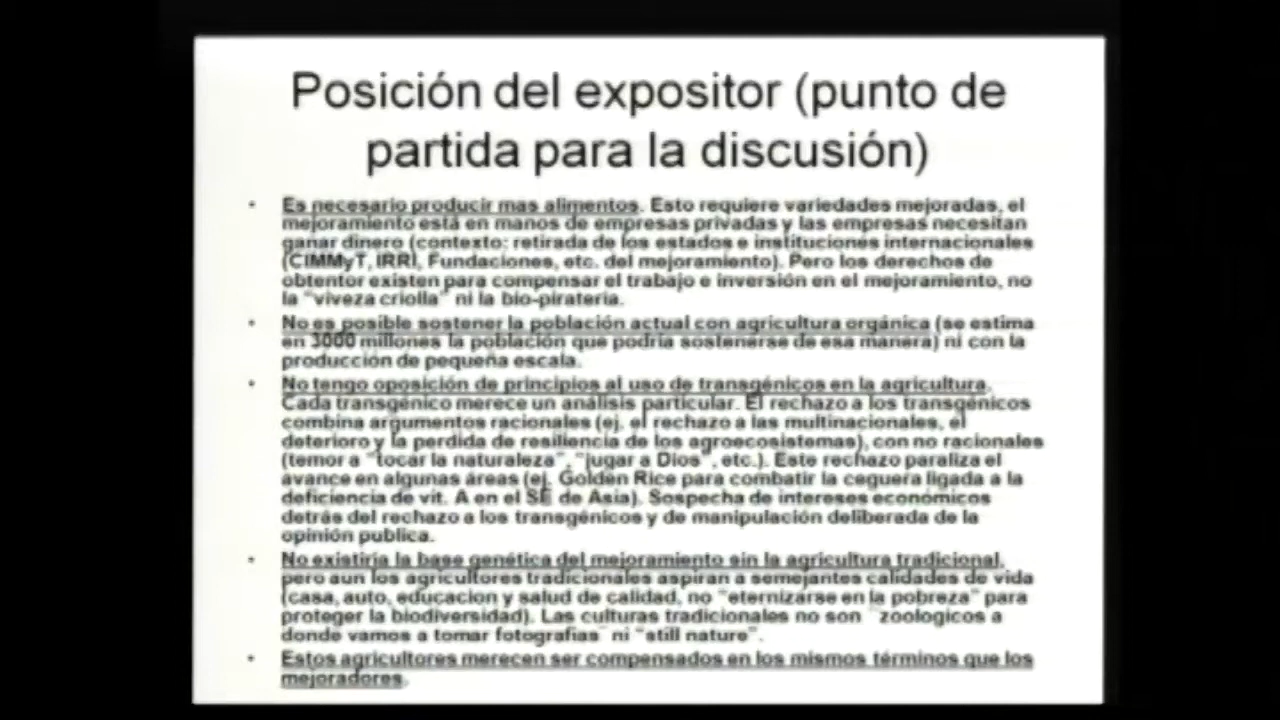 Posición del expositor (punto de
partida para la discusión)
• Es necesario producir mas alimentos. Esto requiere variedades mejoradas, el
mejoramiento está en manos de empresas privadas y las empresas necesitan
ganar dinero (contexto: retirada de los estados e instituciones internacionales
(CIMMyT, IRRI, Fundaciones, etc. del mejoramiento). Pero los derechos de
obtentor existen para compensar el trabajo e inversión en el mejoramiento, no
la "viveza criolla" ni la bio-pirateria.
• No es posible sostener la población actual con agricultura orgánica (se estima
en 3000 millones la población que podria sostenerse de esa manera) ni con la
producción de pequeña escala.
• No tengo oposición de principios al uso de transgénicos en la agricultura.
Cada transgénico merece un análisis particular. El rechazo a los transgénicos
combina argumentos racionales (ej. el rechazo a las multinacionales, el
deterioro y la perdida de resiliencia de los agroecosistemas), con no racionales
(temor a "tocar la naturaleza", "jugar a Dios", etc.). Este rechazo paraliza el
avance en algunas áreas (ej. Golden Rice para combatir la ceguera ligada a la
deficiencia de vit. A en el SE de Asia). Sospecha de intereses económicos
detrás del rechazo a los transgénicos y de manipulación deliberada de la
opinión publica.
• No existiría la base genética del mejoramiento sin la agricultura tradicional,
pero aun los agricultores tradicionales aspiran a semejantes calidades de vida
(casa, auto, educacion y salud de calidad, no "eternizarse en la pobreza" para
proteger la biodiversidad). Las culturas tradicionales no son "zoologicos a
donde vamos a tomar fotografias" ni "still nature".
• Estos agricultores merecen ser compensados en los mismos términos que los
mejoradores.